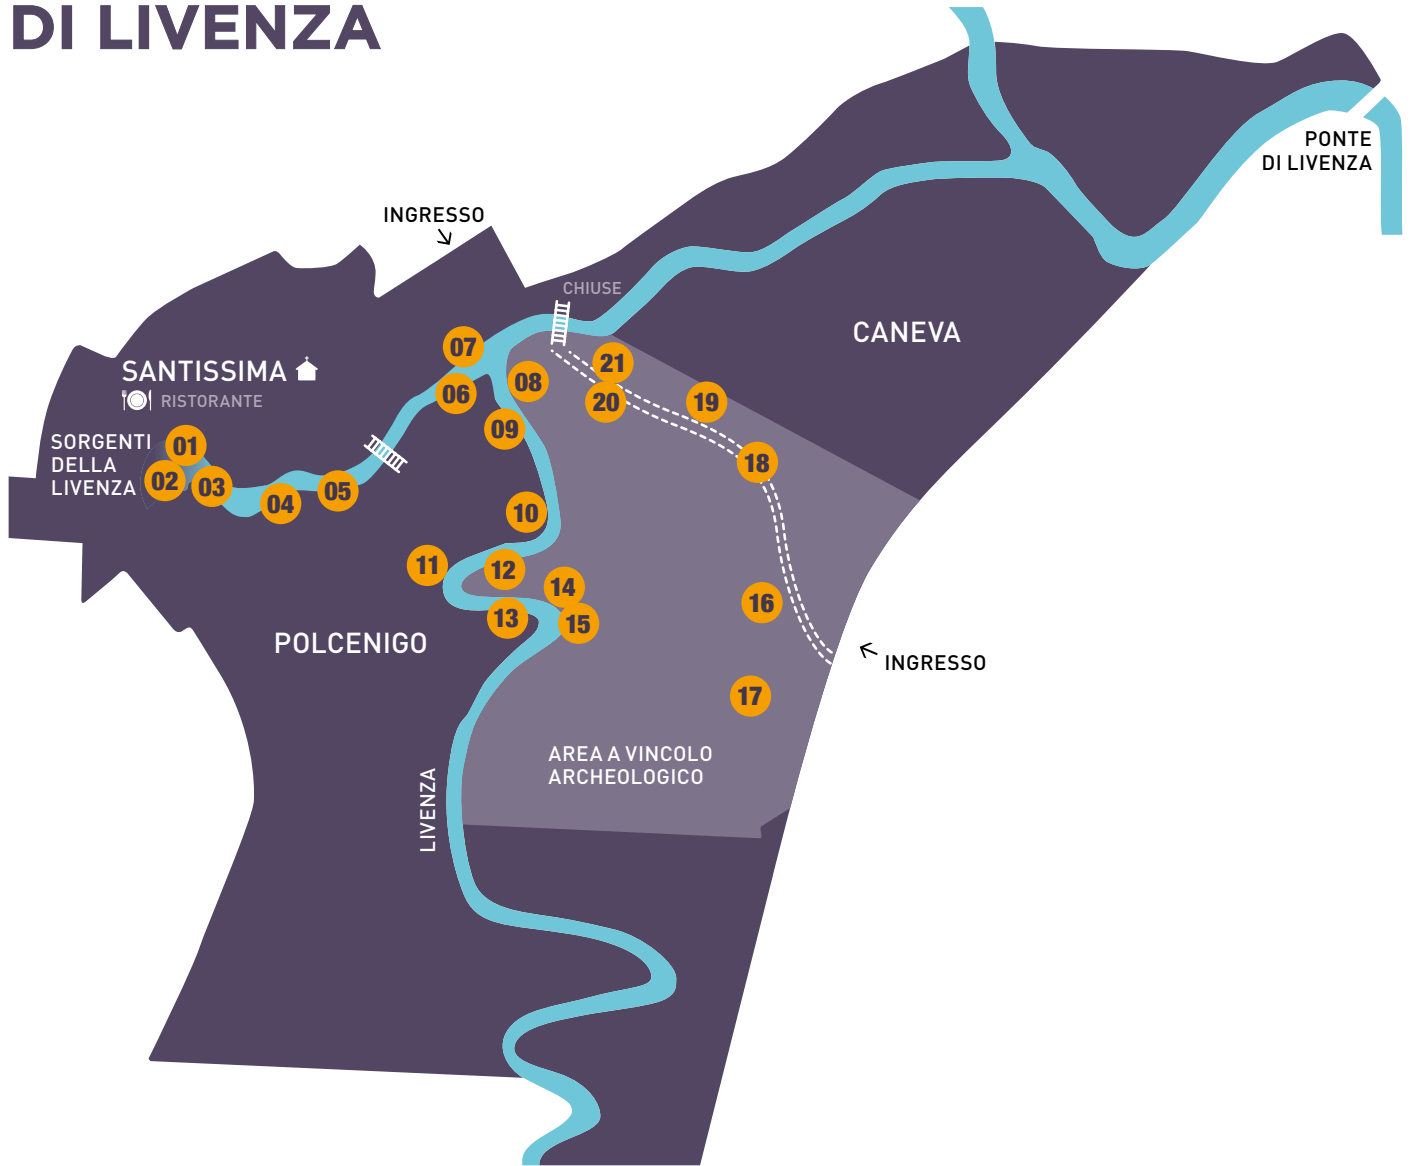 DI LIVENZA
PONTE
DI LIVENZA
INGRESSO
CHIUSE
CANEVA
SANTISSIMA
RISTORANTE
SORGENTI
DELLA
LIVENZA
07
21
08
06
20
19
09
01
02
03
04
05
18
10
11
12
14
13
15
16
POLCENIGO
INGRESSO
17
AREA A VINCOLO
ARCHEOLOGICO
LIVENZA